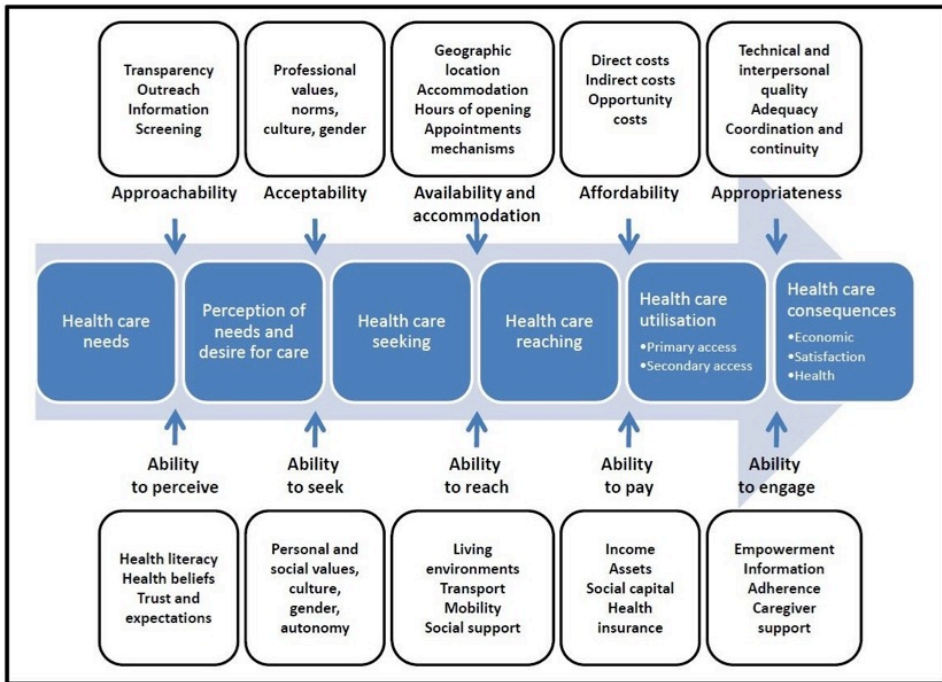 Transparency
Outreach
Information
Screening
Professional
values,
norms,
culture, gender
Geographic
location
Accommodation
Hours of opening
Appointments
mechanisms
Direct costs
Indirect costs
Opportunity
costs
Technical and
interpersonal
quality
Adequacy
Coordination and
continuity
Approachability
Acceptability
Availability and
accommodation
Affordability
Appropriateness
Health care
needs
Perception of
needs and
desire for care
Health care
seeking
Health care
reaching
Health care
utilisation
•Primary access
•Secondary access
Health care
consequences
•Economic
•Satisfaction
•Health
Ability
to perceive
Ability
to seek
Ability
to reach
Ability
to pay
Ability
to engage
Health literacy
Health beliefs
Trust and
expectations
Personal and
social values,
culture,
gender,
autonomy
Living
environments
Transport
Mobility
Social support
Income
Assets
Social capital
Health
insurance
Empowerment
Information
Adherence
Caregiver
support